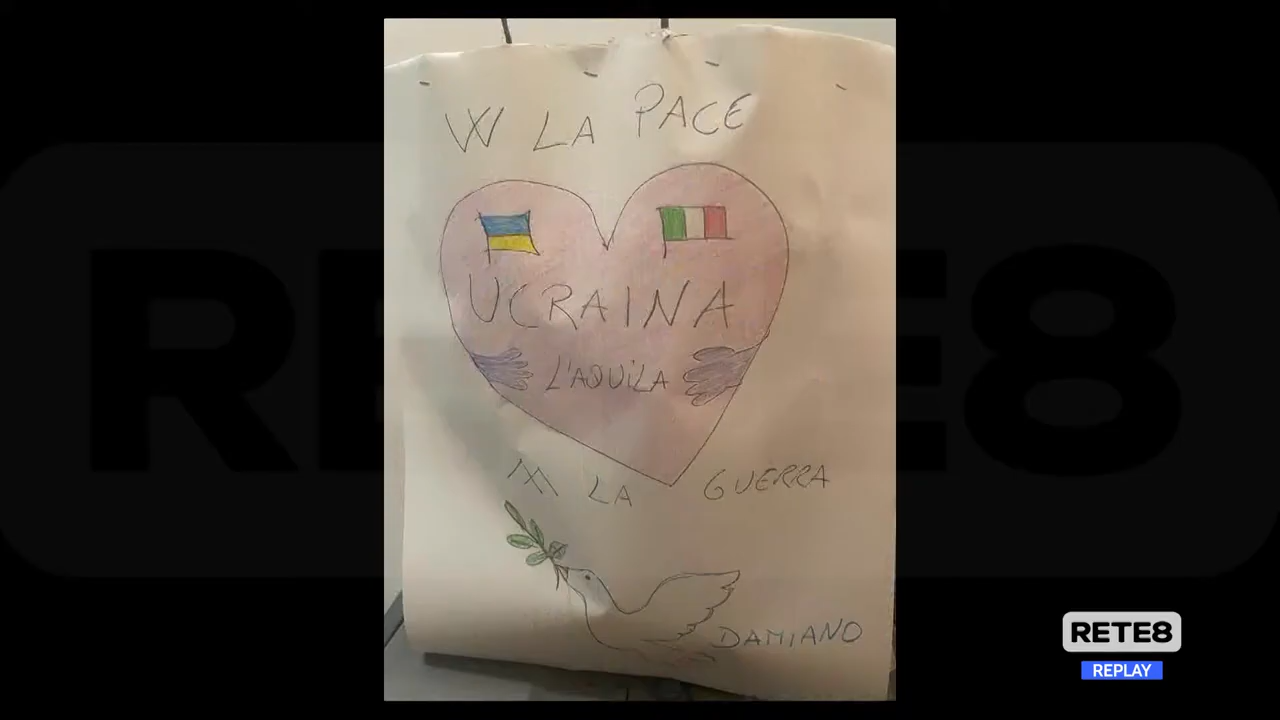 W LA PACE
UCRAINA
L'AQUILA
M LA GUERRA
DAMIANO
RETE8
REPLAY